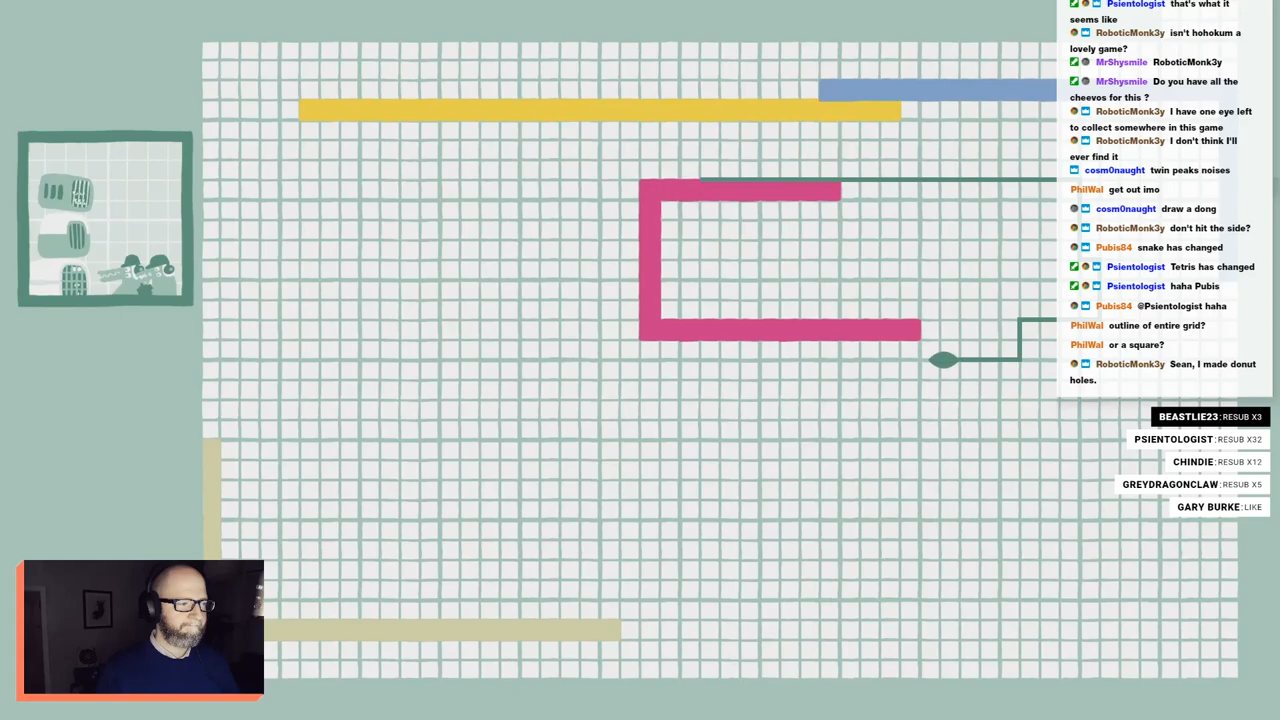 Psientologist that's what it
seems like
RoboticMonk3y isn't hohokum a
lovely game?
MrShysmile RoboticMonk3y
MrShysmile Do you have all the
cheevos for this ?
RoboticMonk3y I have one eye left
to collect somewhere in this game
RoboticMonk3y I don't think I'll
ever find it
cosm0naught twin peaks noises
PhilWal get out imo
cosm0naught draw a dong
RoboticMonk3y don't hit the side?
Pubis84 snake has changed
Psientologist Tetris has changed
Psientologist haha Pubis
Pubis84 @Psientologist haha
PhilWal outline of entire grid?
PhilWal or a square?
RoboticMonk3y Sean, I made donut
holes.
BEASTLIE23: RESUB X3
PSIENTOLOGIST: RESUB X32
CHINDIE: RESUB X12
GREYDRAGONCLAW: RESUB X5
GARY BURKE: LIKE